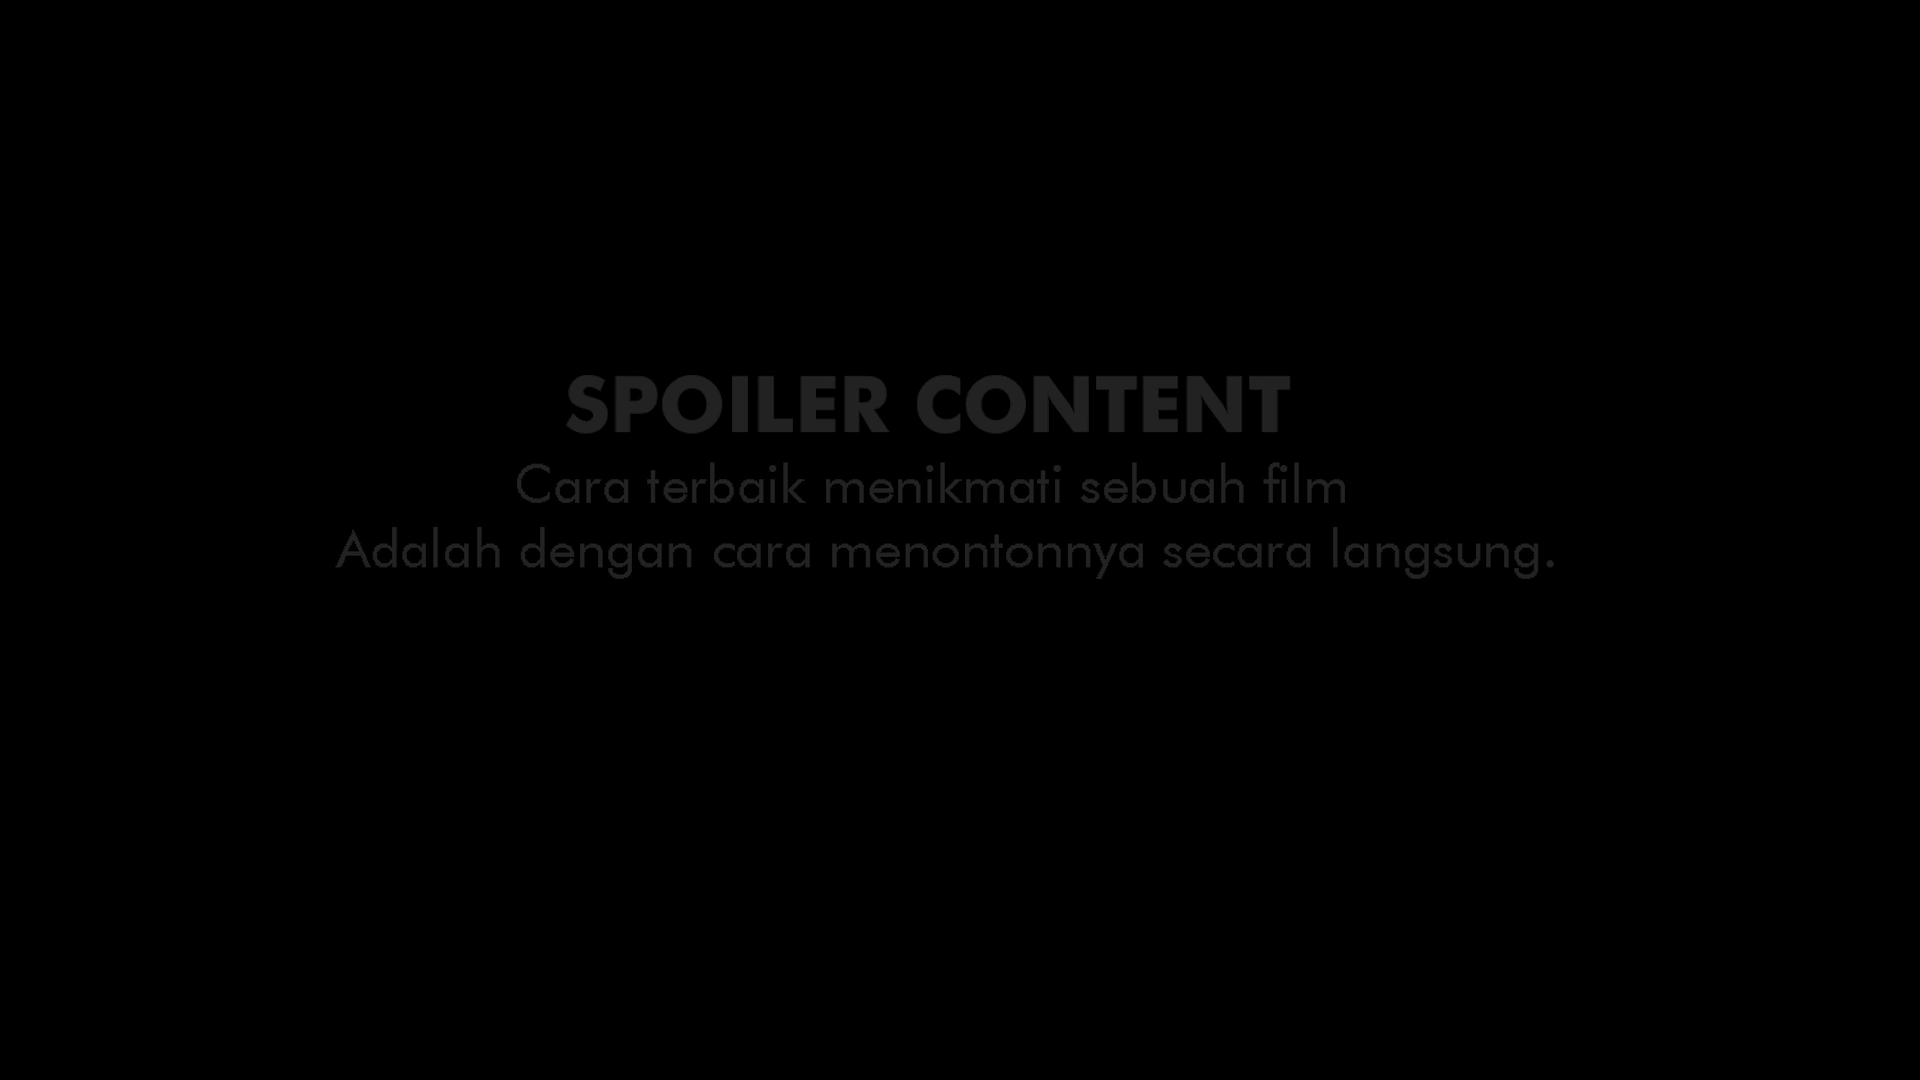 SPOILER CONTENT
Cara terbaik menikmati sebuah film
Adalah dengan cara menontonnya secara langsung.